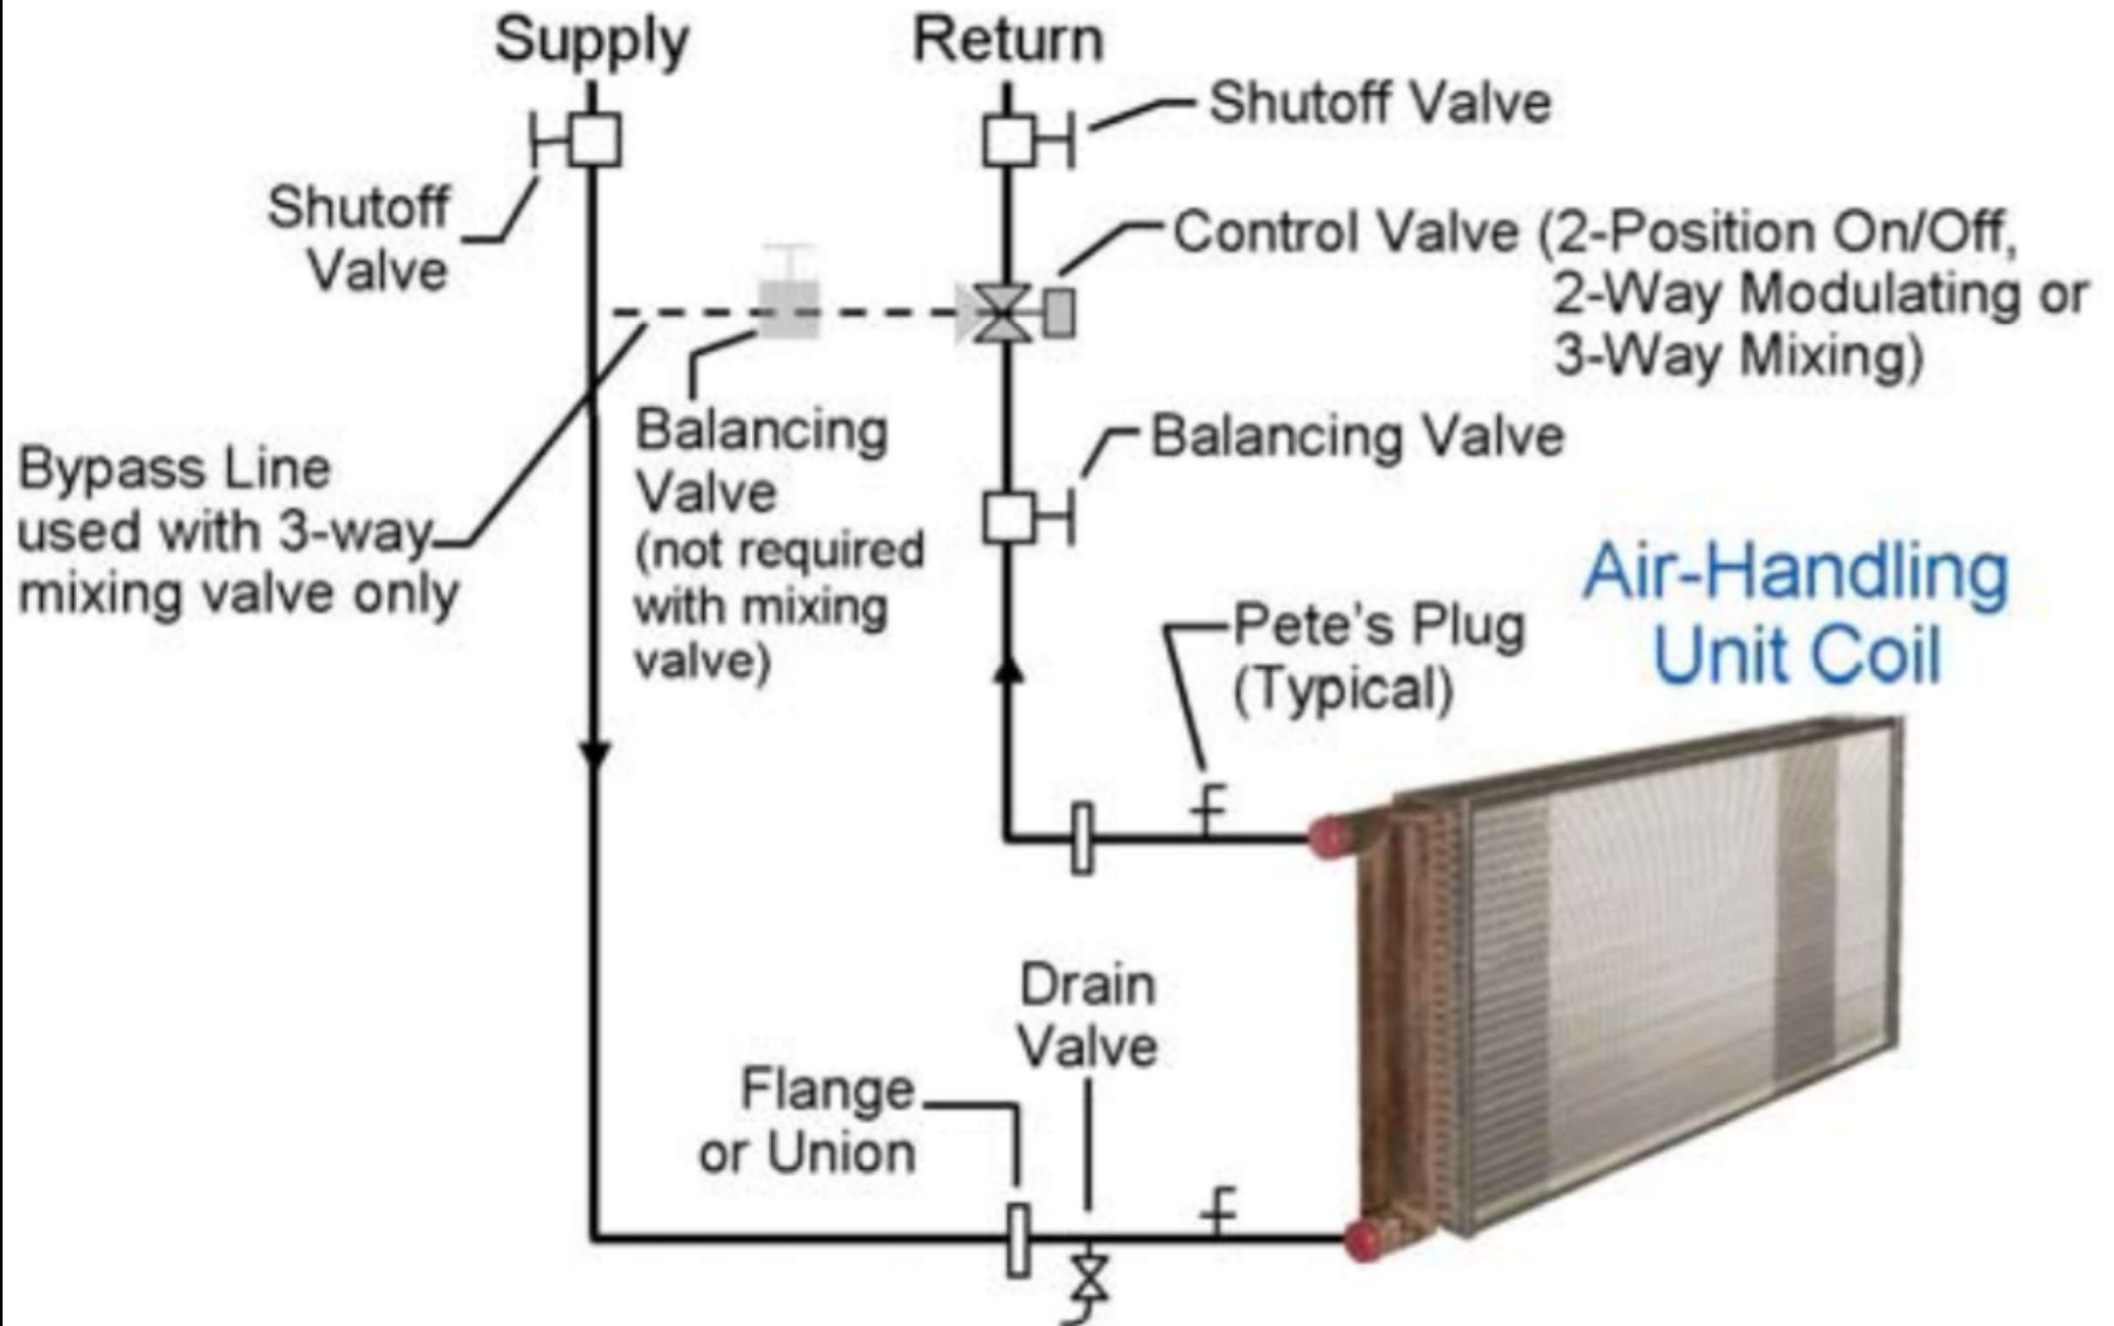 Supply
Return
Shutoff Valve
Shutoff
Valve
Control Valve (2-Position On/Off,
2-Way Modulating or
3-Way Mixing)
Balancing
Valve
(not required
with mixing
valve)
Balancing Valve
Bypass Line
used with 3-way
mixing valve only
Air-Handling
Unit Coil
Pete's Plug
(Typical)
Drain
Valve
Flange
or Union